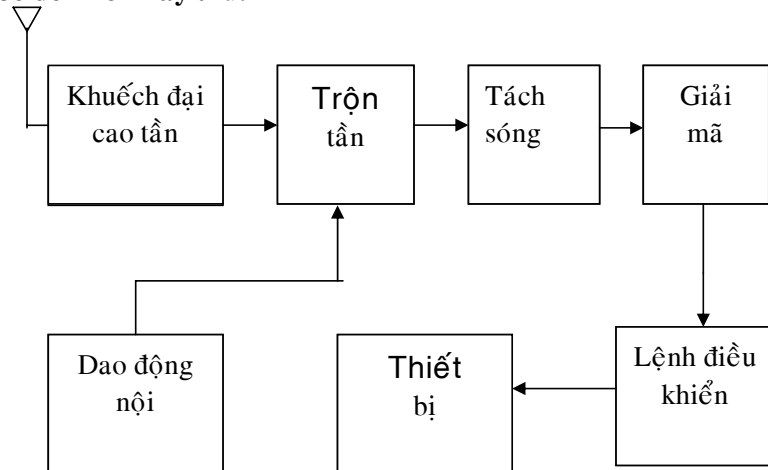 Khuếch đại
cao tần
Trộn
tần
Tách
sóng
Giải
mã
Dao động
nội
Thiết
bị
Lệnh điều
khiển